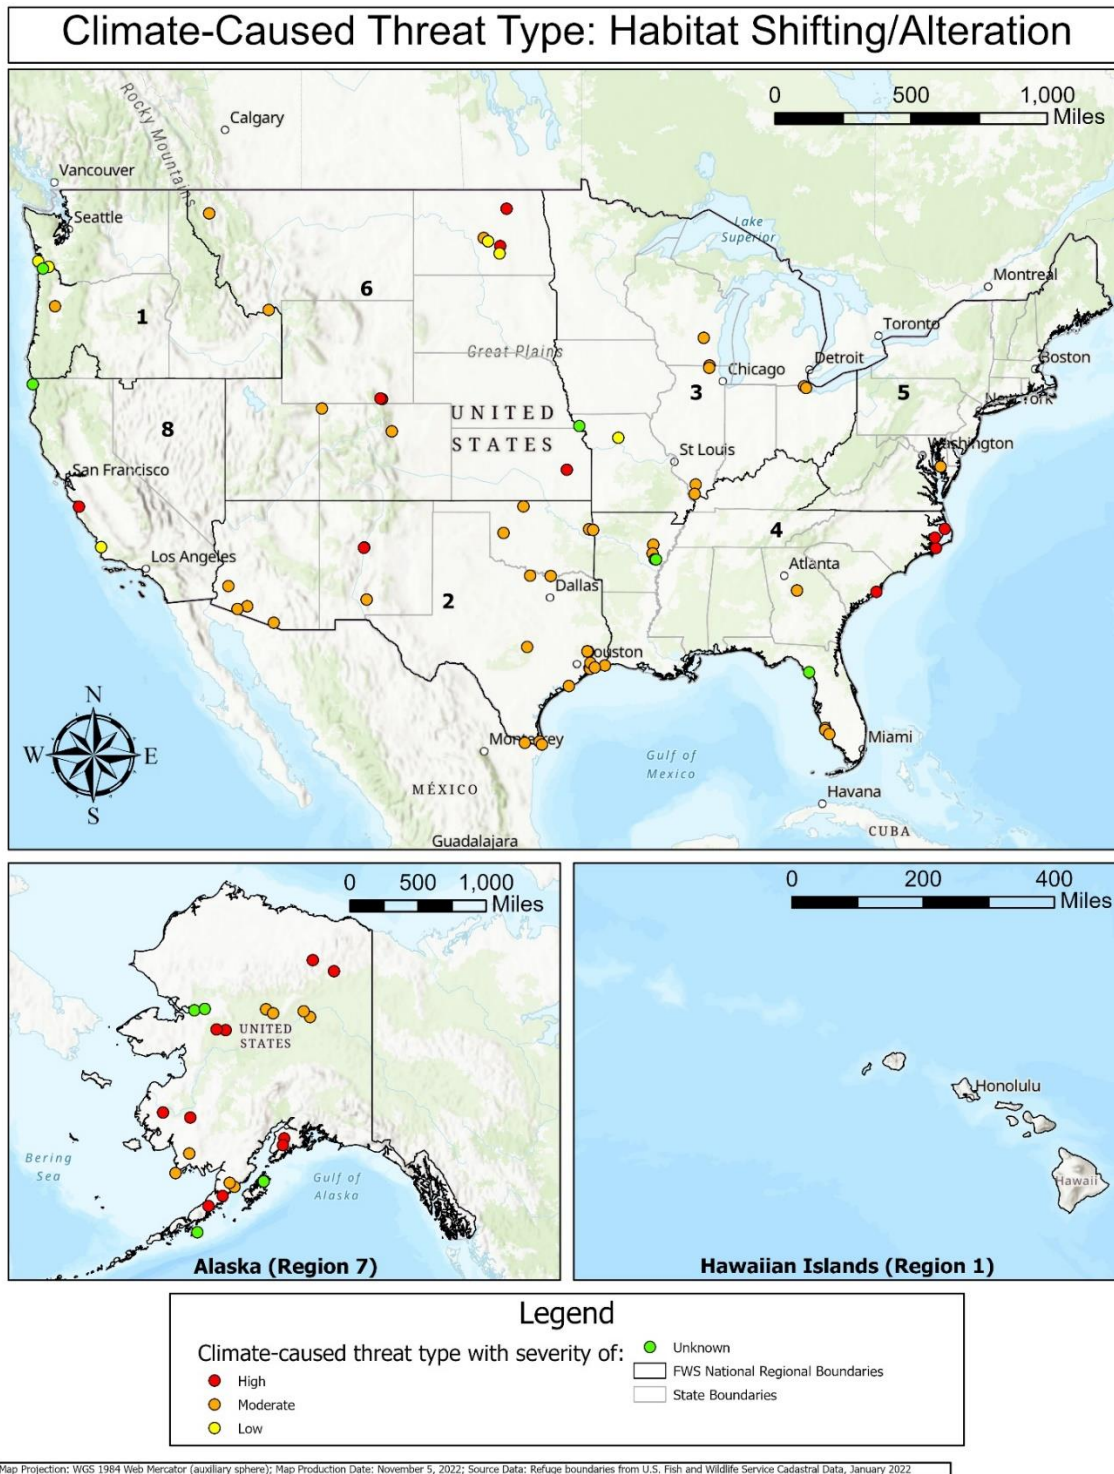 Climate-Caused Threat Type: Habitat Shifting/Alteration
0 500 1,000
Miles
Rocky Mountains
Calgary
Vancouver
Seattle
Lake
Superior
Montreal
6
1
Toronto
Great Plains
Boston
Detroit
Chicago
3
5
New York
UNITED
STATES
8
Washington
St Louis
San Francisco
4
Los Angeles
Atlanta
2
Dallas
Houston
N
W E
S
Monterrey
Gulf of
Mexico
Miami
MÉXICO
Havana
CUBA
Guadalajara
0 500 1,000
Miles
UNITED
STATES
Bering
Sea
Gulf of
Alaska
Alaska (Region 7)
0 200 400
Miles
Honolulu
Hawaii
Hawaiian Islands (Region 1)
Legend
Climate-caused threat type with severity of:
High
Moderate
Low
Unknown
FWS National Regional Boundaries
State Boundaries
Map Projection: WGS 1984 Web Mercator (auxiliary sphere); Map Production Date: November 5, 2022; Source Data: Refuge boundaries from U.S. Fish and Wildlife Service Cadastral Data, January 2022